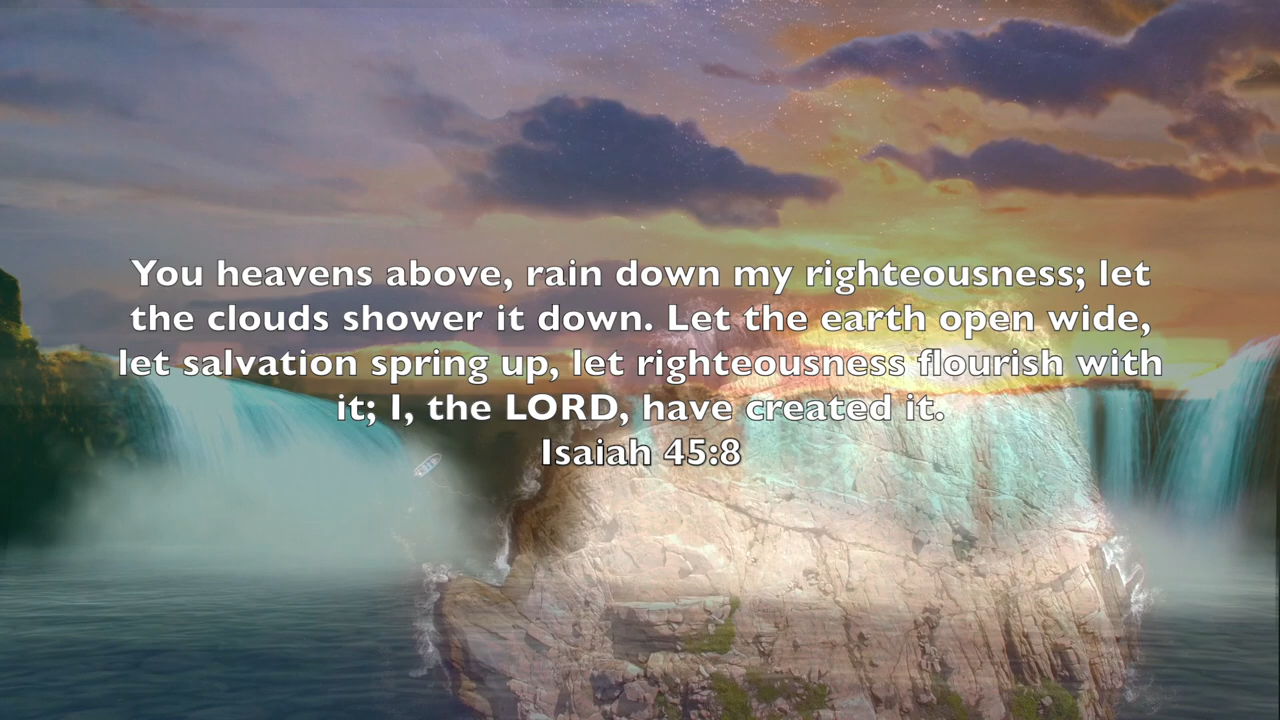 You heavens above, rain down my righteousness; let
the clouds shower it down. Let the earth open wide,
let salvation spring up, let righteousness flourish with
it; I, the LORD, have created it.
Isaiah 45:8